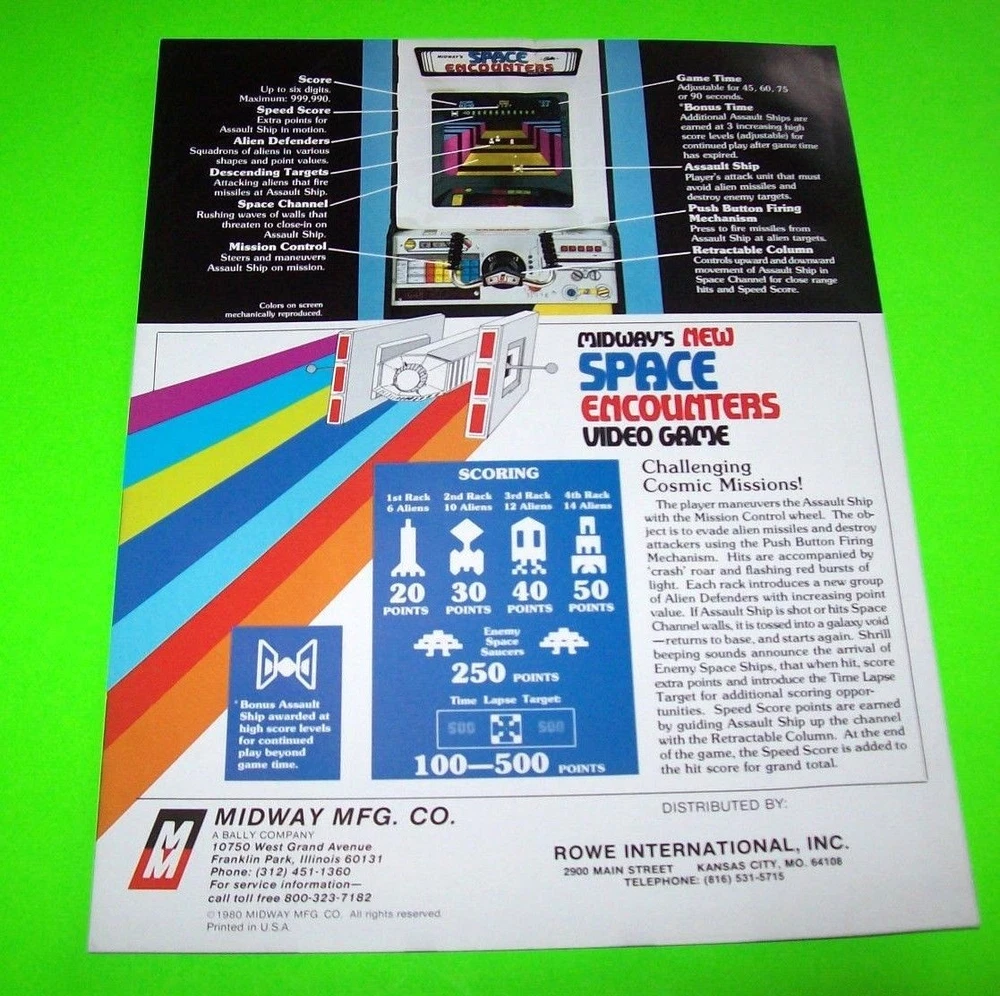 MIDWAY'S
SPACE
ENCOUNTERS
Score
Up to six digits.
Maximum: 999,990.
Speed Score
Extra points for
Assault Ship in motion.
Alien Defenders
Squadrons of aliens in various
shapes and point values.
Descending Targets
Attacking aliens that fire
missiles at Assault Ship.
Space Channel
Rushing waves of walls that
threaten to close-in on
Assault Ship.
Mission Control
Steers and maneuvers
Assault Ship on mission.
Colors on screen
mechanically reproduced.
Game Time
Adjustable for 45, 60, 75
or 90 seconds.
*Bonus Time
Additional Assault Ships are
earned at 3 increasing high
score levels (adjustable) for
continued play after game time
has expired.
Assault Ship
Player's attack unit that must
avoid alien missiles and
destroy enemy targets.
Push Button Firing
Mechanism
Press to fire missiles from
Assault Ship at alien targets.
Retractable Column
Controls upward and downward
movement of Assault Ship in
Space Channel for close range
hits and Speed Score.
MIDWAY'S NEW
SPACE
ENCOUNTERS
VIDEO GAME
SCORING
1st Rack 2nd Rack 3rd Rack 4th Rack
6 Aliens 10 Aliens 12 Aliens 14 Aliens
20 30 40 50
POINTS POINTS POINTS POINTS
Enemy
Space
Saucers
250 POINTS
Time Lapse Target:
500 500
100—500 POINTS
*Bonus Assault
Ship awarded at
high score levels
for continued
play beyond
game time.
Challenging
Cosmic Missions!
The player maneuvers the Assault Ship
with the Mission Control wheel. The ob-
ject is to evade alien missiles and destroy
attackers using the Push Button Firing
Mechanism. Hits are accompanied by
'crash' roar and flashing red bursts of
light. Each rack introduces a new group
of Alien Defenders with increasing point
value. If Assault Ship is shot or hits Space
Channel walls, it is tossed into a galaxy void
—returns to base, and starts again. Shrill
beeping sounds announce the arrival of
Enemy Space Ships, that when hit, score
extra points and introduce the Time Lapse
Target for additional scoring oppor-
tunities. Speed Score points are earned
by guiding Assault Ship up the channel
with the Retractable Column. At the end
of the game, the Speed Score is added to
the hit score for grand total.
MM
MIDWAY MFG. CO.
A BALLY COMPANY
10750 West Grand Avenue
Franklin Park, Illinois 60131
Phone: (312) 451-1360
For service information—
call toll free 800-323-7182
©1980 MIDWAY MFG. CO. All rights reserved.
Printed in U.S.A.
DISTRIBUTED BY:
ROWE INTERNATIONAL, INC.
2900 MAIN STREET KANSAS CITY, MO. 64108
TELEPHONE: (816) 531-5715